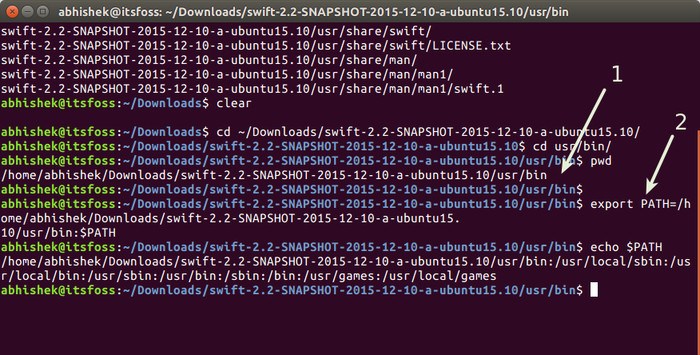 abhishek@itsfoss: ~/Downloads/swift-2.2-SNAPSHOT-2015-12-10-a-ubuntu15.10/usr/bin
swift-2.2-SNAPSHOT-2015-12-10-a-ubuntu15.10/usr/share/swift/
swift-2.2-SNAPSHOT-2015-12-10-a-ubuntu15.10/usr/share/swift/LICENSE.txt
swift-2.2-SNAPSHOT-2015-12-10-a-ubuntu15.10/usr/share/man/
swift-2.2-SNAPSHOT-2015-12-10-a-ubuntu15.10/usr/share/man/man1/
swift-2.2-SNAPSHOT-2015-12-10-a-ubuntu15.10/usr/share/man/man1/swift.1
abhishek@itsfoss:~/Downloads$ clear
1
2
abhishek@itsfoss:~/Downloads$ cd ~/Downloads/swift-2.2-SNAPSHOT-2015-12-10-a-ubuntu15.10/
abhishek@itsfoss:~/Downloads/swift-2.2-SNAPSHOT-2015-12-10-a-ubuntu15.10$ cd usr/bin/
abhishek@itsfoss:~/Downloads/swift-2.2-SNAPSHOT-2015-12-10-a-ubuntu15.10/usr/bin$ pwd
/home/abhishek/Downloads/swift-2.2-SNAPSHOT-2015-12-10-a-ubuntu15.10/usr/bin
abhishek@itsfoss:~/Downloads/swift-2.2-SNAPSHOT-2015-12-10-a-ubuntu15.10/usr/bin$
abhishek@itsfoss:~/Downloads/swift-2.2-SNAPSHOT-2015-12-10-a-ubuntu15.10/usr/bin$ export PATH=/h
ome/abhishek/Downloads/swift-2.2-SNAPSHOT-2015-12-10-a-ubuntu15.
10/usr/bin:$PATH
abhishek@itsfoss:~/Downloads/swift-2.2-SNAPSHOT-2015-12-10-a-ubuntu15.10/usr/bin$ echo $PATH
/home/abhishek/Downloads/swift-2.2-SNAPSHOT-2015-12-10-a-ubuntu15.10/usr/bin:/usr/local/sbin:/us
r/local/bin:/usr/sbin:/usr/bin:/sbin:/bin:/usr/games:/usr/local/games
abhishek@itsfoss:~/Downloads/swift-2.2-SNAPSHOT-2015-12-10-a-ubuntu15.10/usr/bin$